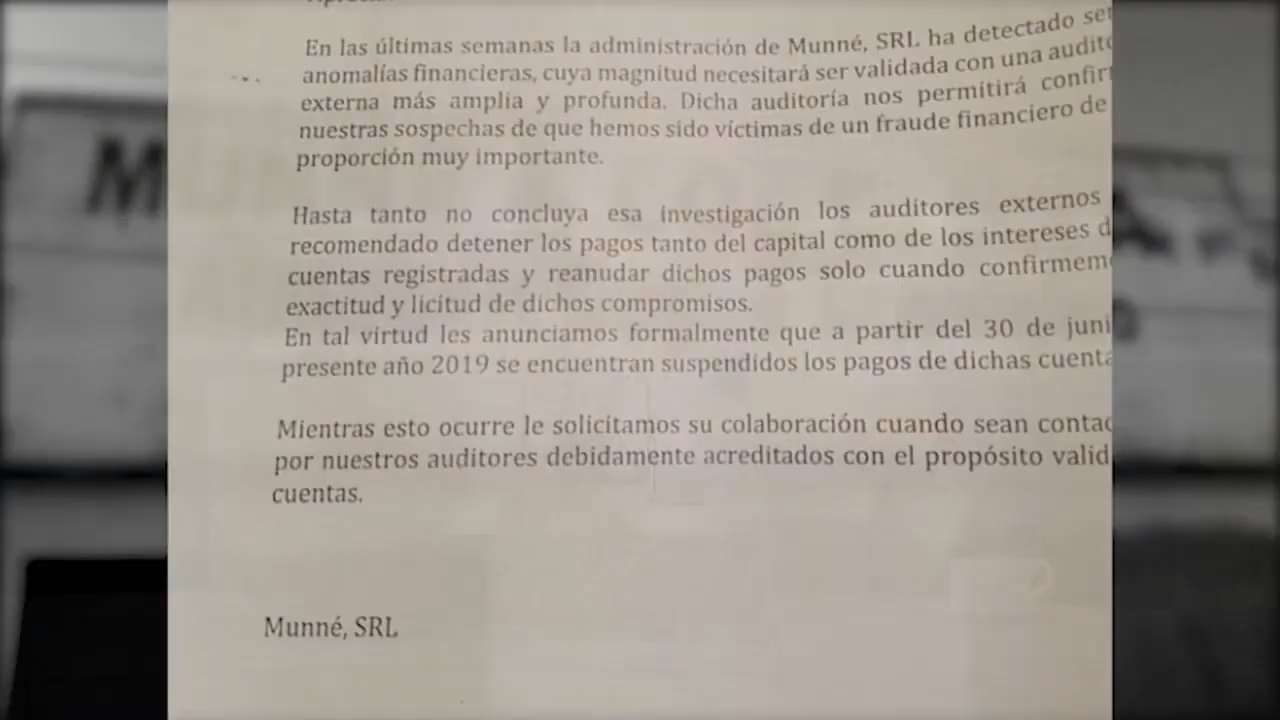 En las últimas semanas la administración de Munné, SRL ha detectado
anomalías financieras, cuya magnitud necesitará ser validada con una
externa más amplia y profunda. Dicha auditoría nos permitirá
nuestras sospechas de que hemos sido víctimas de un fraude financiero de
proporción muy importante.
Hasta tanto no concluya esa investigación los auditores externos
recomendado detener los pagos tanto del capital como de los intereses
cuentas registradas y reanudar dichos pagos solo cuando
exactitud y licitud de dichos compromisos.
En tal virtud les anunciamos formalmente que a partir del 30 de
presente año 2019 se encuentran suspendidos los pagos de dichas
Mientras esto ocurre le solicitamos su colaboración cuando sean
por nuestros auditores debidamente acreditados con el propósito
cuentas.
Munné, SRL